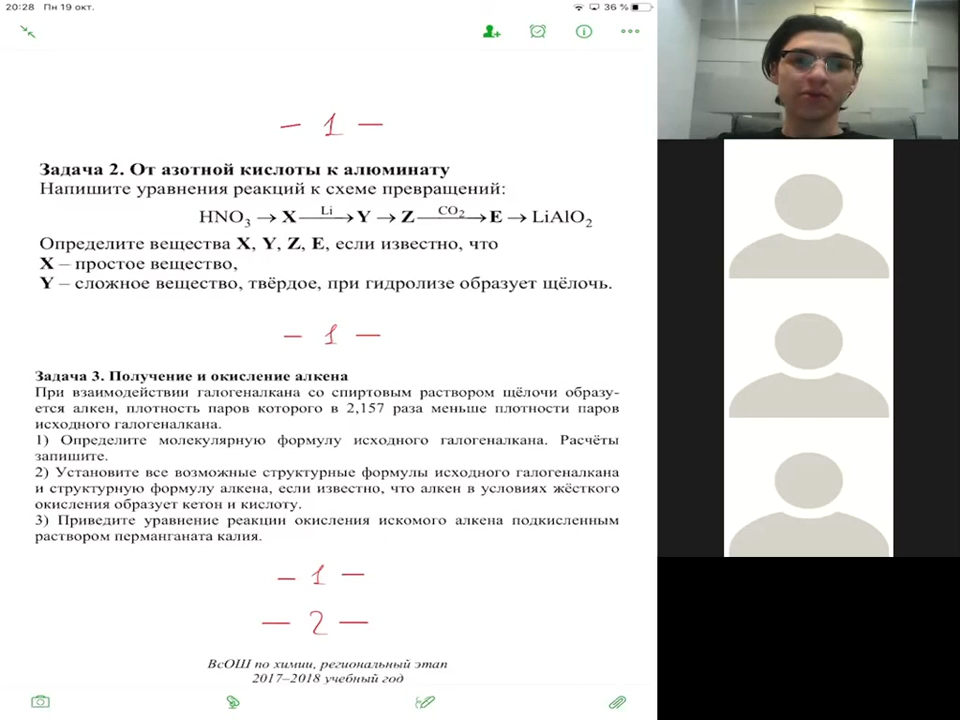 20:28 Пн 19 окт.
36 %
– 1 –
Задача 2. От азотной кислоты к алюминату
Напишите уравнения реакций к схеме превращений:
HNO3 → X —Li→ Y → Z —CO2→ E → LiAlO2
Определите вещества X, Y, Z, E, если известно, что
X – простое вещество,
Y – сложное вещество, твёрдое, при гидролизе образует щёлочь.
– 1 –
Задача 3. Получение и окисление алкена
При взаимодействии галогеналкана со спиртовым раствором щёлочи образу-
ется алкен, плотность паров которого в 2,157 раза меньше плотности паров
исходного галогеналкана.
1) Определите молекулярную формулу исходного галогеналкана. Расчёты
запишите.
2) Установите все возможные структурные формулы исходного галогеналкана
и структурную формулу алкена, если известно, что алкен в условиях жёсткого
окисления образует кетон и кислоту.
3) Приведите уравнение реакции окисления искомого алкена подкисленным
раствором перманганата калия.
– 1 –
– 2 –
ВсОШ по химии, региональный этап
2017–2018 учебный год